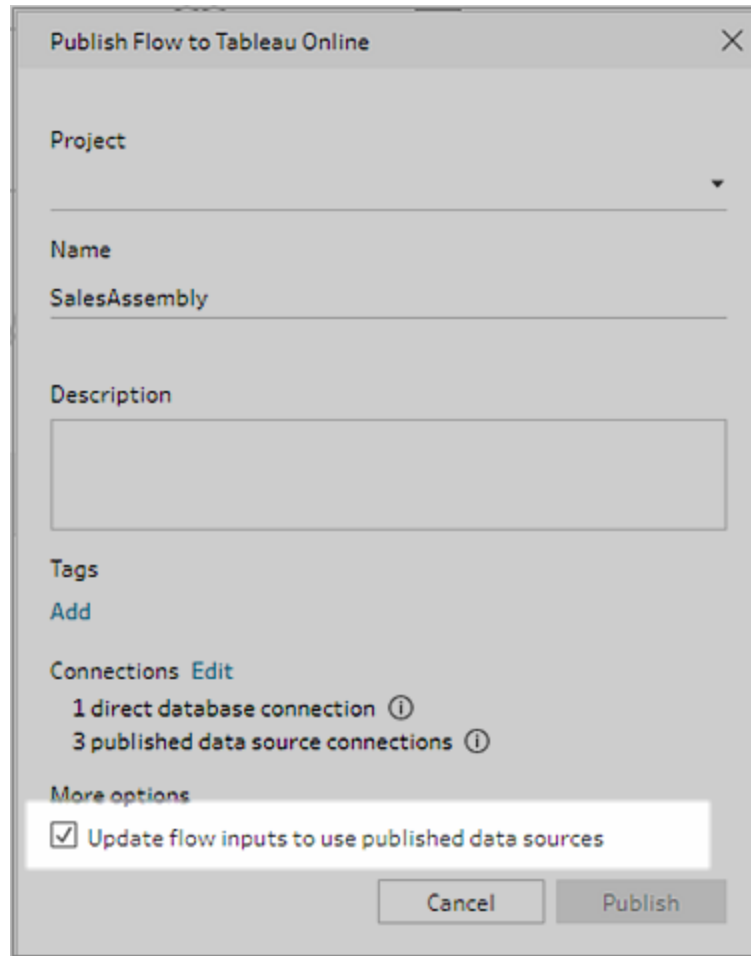 Publish Flow to Tableau Online
Project
Name
SalesAssembly
Description
Tags
Add
Connections Edit
1 direct database connection
3 published data source connections
More options
Update flow inputs to use published data sources
Cancel Publish